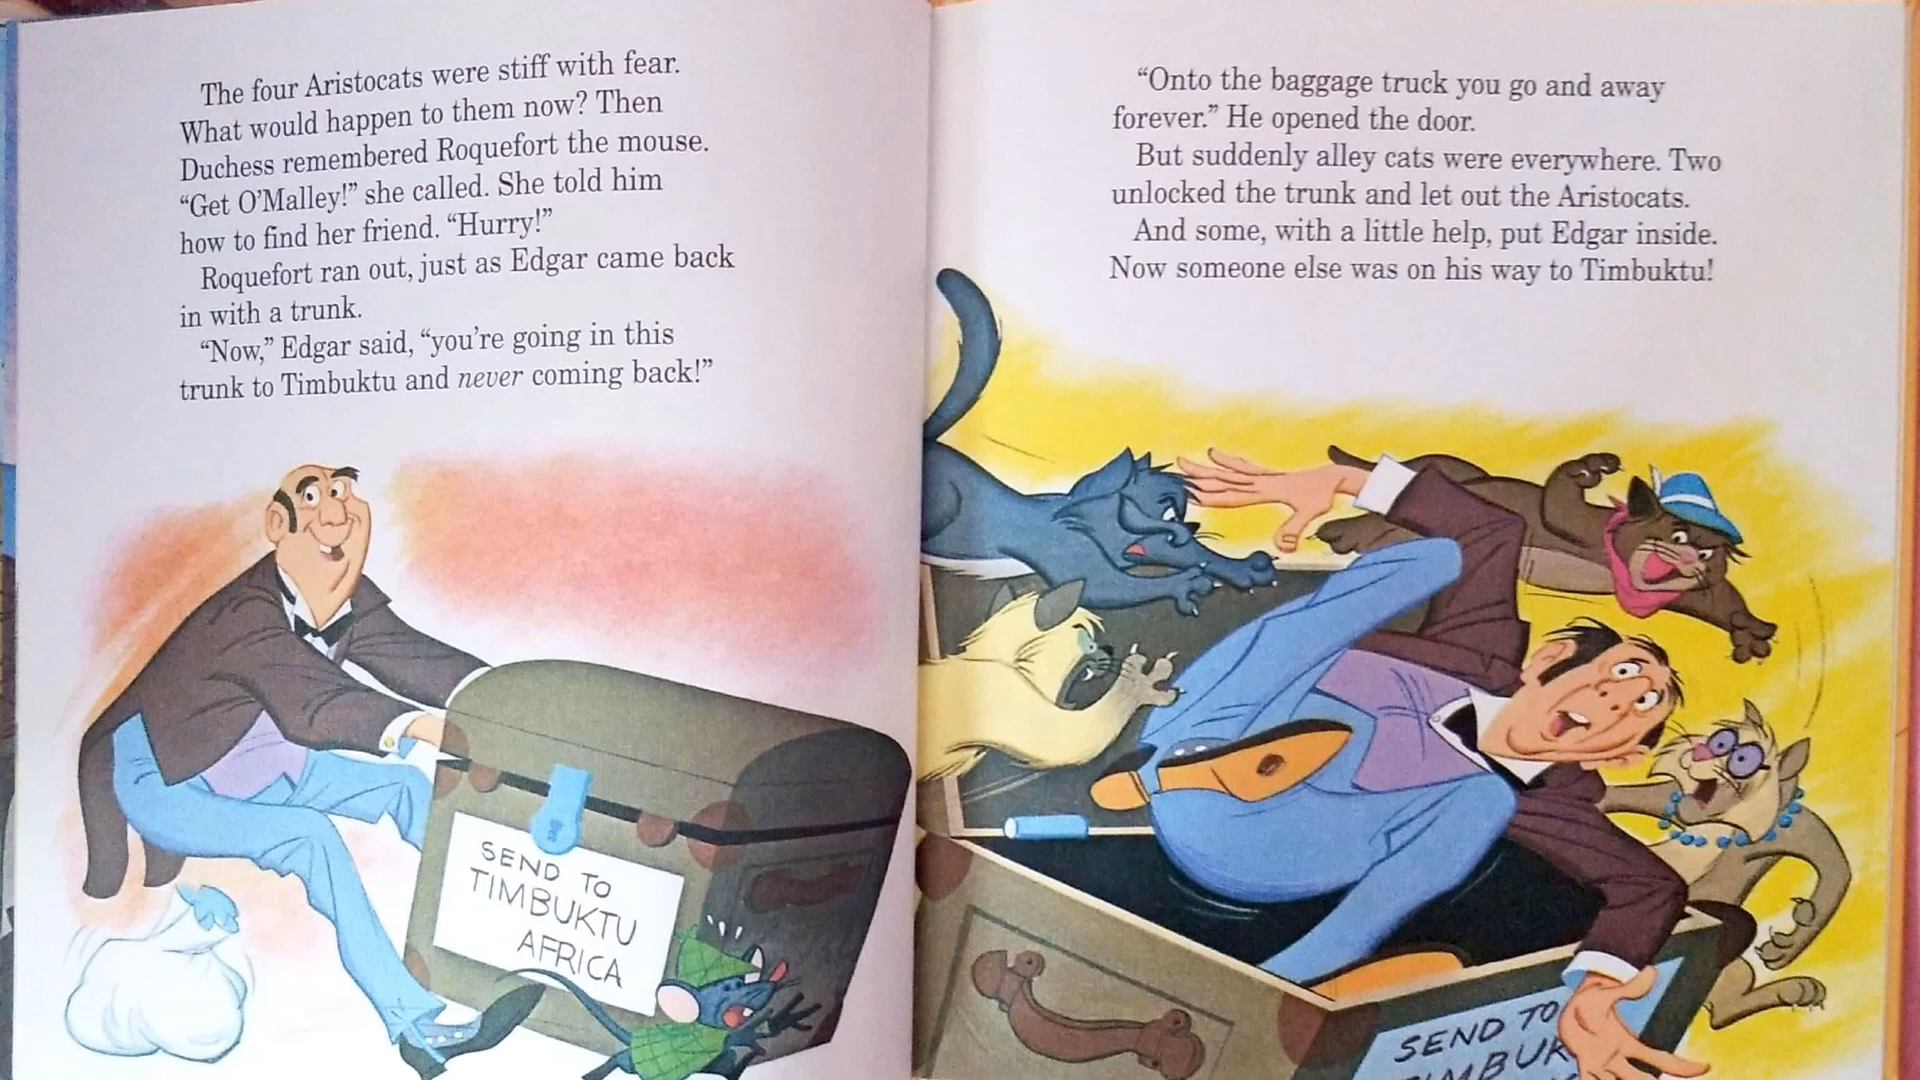 The four Aristocats were stiff with fear.
What would happen to them now? Then
Duchess remembered Roquefort the mouse.
“Get O’Malley!” she called. She told him
how to find her friend. “Hurry!”
Roquefort ran out, just as Edgar came back
in with a trunk.
“Now,” Edgar said, “you’re going in this
trunk to Timbuktu and never coming back!”
SEND TO
TIMBUKTU
AFRICA
“Onto the baggage truck you go and away
forever.” He opened the door.
But suddenly alley cats were everywhere. Two
unlocked the trunk and let out the Aristocats.
And some, with a little help, put Edgar inside.
Now someone else was on his way to Timbuktu!
SEND TO
TIMBUK